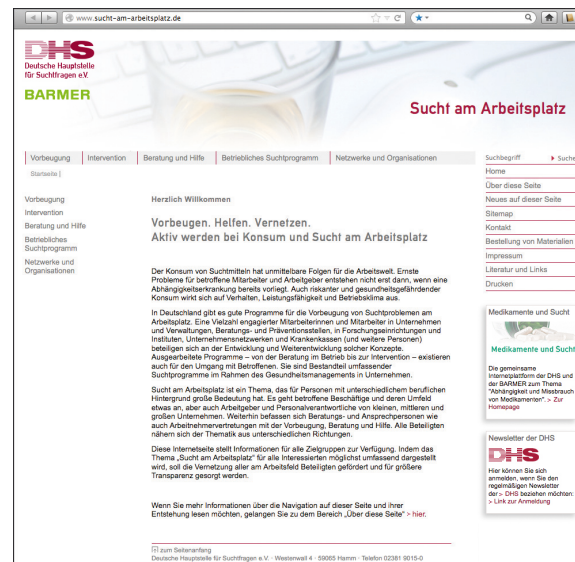 www.sucht-am-arbeitsplatz.de
DHS
Deutsche Hauptstelle
für Suchtfragen e.V.
BARMER
Sucht am Arbeitsplatz
Vorbeugung
Intervention
Beratung und Hilfe
Betriebliches Suchtprogramm
Netzwerke und Organisationen
Startseite |
Vorbeugung
Intervention
Beratung und Hilfe
Betriebliches
Suchtprogramm
Netzwerke und
Organisationen
Herzlich Willkommen
Vorbeugen. Helfen. Vernetzen.
Aktiv werden bei Konsum und Sucht am Arbeitsplatz
Der Konsum von Suchtmitteln hat unmittelbare Folgen für die Arbeitswelt. Ernste
Probleme für betroffene Mitarbeiter und Arbeitgeber entstehen nicht erst dann, wenn eine
Abhängigkeitserkrankung bereits vorliegt. Auch riskanter und gesundheitsgefährdender
Konsum wirkt sich auf Verhalten, Leistungsfähigkeit und Betriebsklima aus.
In Deutschland gibt es gute Programme für die Vorbeugung von Suchtproblemen am
Arbeitsplatz. Eine Vielzahl engagierter Mitarbeiterinnen und Mitarbeiter in Unternehmen
und Verwaltungen, Beratungs- und Präventionsstellen, in Forschungseinrichtungen und
Instituten, Unternehmensnetzwerken und Krankenkassen (und weitere Personen)
beteiligen sich an der Entwicklung und Weiterentwicklung solcher Konzepte.
Ausgearbeitete Programme – von der Beratung im Betrieb bis zur Intervention – existieren
auch für den Umgang mit Betroffenen. Sie sind Bestandteil umfassender
Suchtprogramme im Rahmen des Gesundheitsmanagements in Unternehmen.
Sucht am Arbeitsplatz ist ein Thema, das für Personen mit unterschiedlichem beruflichen
Hintergrund große Bedeutung hat. Es geht betroffene Beschäftigte und deren Umfeld
etwas an, aber auch Arbeitgeber und Personalverantwortliche von kleinen, mittleren und
großen Unternehmen. Weiterhin befassen sich Beratungs- und Ansprechpersonen wie
auch Arbeitnehmervertretungen mit der Vorbeugung, Beratung und Hilfe. Alle Beteiligten
nähern sich der Thematik aus unterschiedlichen Richtungen.
Diese Internetseite stellt Informationen für alle Zielgruppen zur Verfügung. Indem das
Thema „Sucht am Arbeitsplatz" für alle Interessierten möglichst umfassend dargestellt
wird, soll die Vernetzung aller am Arbeitsfeld Beteiligten gefördert und für größere
Transparenz gesorgt werden.
Wenn Sie mehr Informationen über die Navigation auf dieser Seite und ihrer
Entstehung lesen möchten, gelangen Sie zu dem Bereich „Über diese Seite" > hier.
zum Seitenanfang
Deutsche Hauptstelle für Suchtfragen e.V. - Westenwall 4 - 59065 Hamm - Telefon 02381 9015-0
Suchbegriff
Suche
Home
Über diese Seite
Neues auf dieser Seite
Sitemap
Kontakt
Bestellung von Materialien
Impressum
Literatur und Links
Drucken
Medikamente und Sucht
Medikamente und Sucht
Die gemeinsame
Internetplattform der DHS und
der BARMER zum Thema
"Abhängigkeit und Missbrauch
von Medikamenten". > Zur
Homepage
Newsletter der DHS
DHS
Hier können Sie sich
anmelden, wenn Sie den
regelmäßigen Newsletter
der > DHS beziehen möchten:
> Link zur Anmeldung